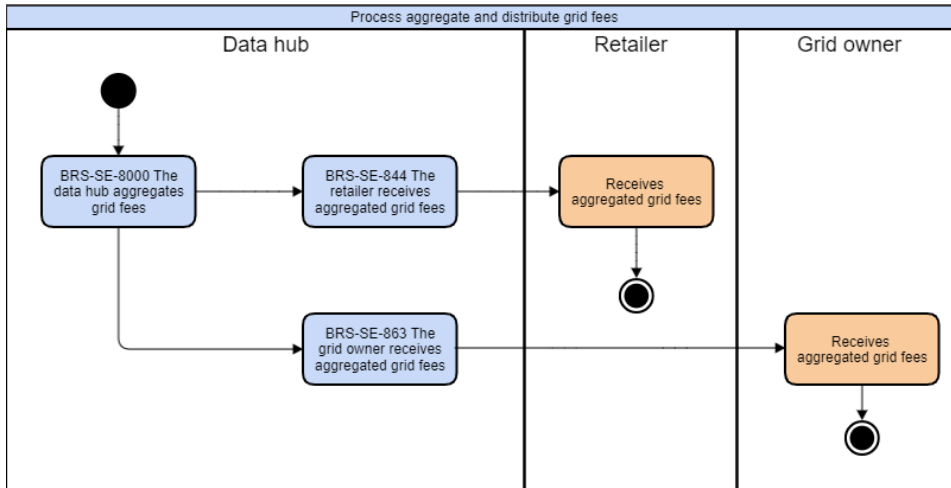 Process aggregate and distribute grid fees
Data hub
Retailer
Grid owner
BRS-SE-8000 The
data hub aggregates
grid fees
BRS-SE-844 The
retailer receives
aggregated grid fees
Receives
aggregated grid fees
BRS-SE-863 The
grid owner receives
aggregated grid fees
Receives
aggregated grid fees